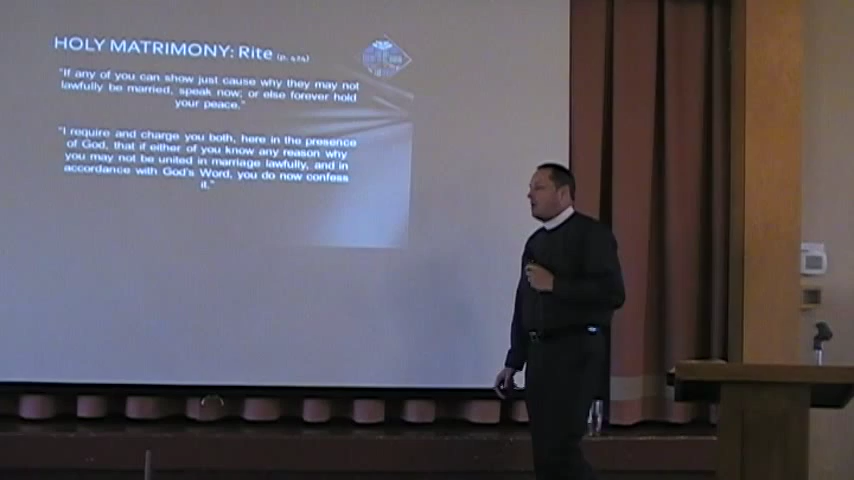 HOLY MATRIMONY: Rite (p. 424)
"If any of you can show just cause why they may not
lawfully be married, speak now; or else forever hold
your peace."
"I require and charge you both, here in the presence
of God, that if either of you know any reason why
you may not be united in marriage lawfully, and in
accordance with God's Word, you do now confess
it."